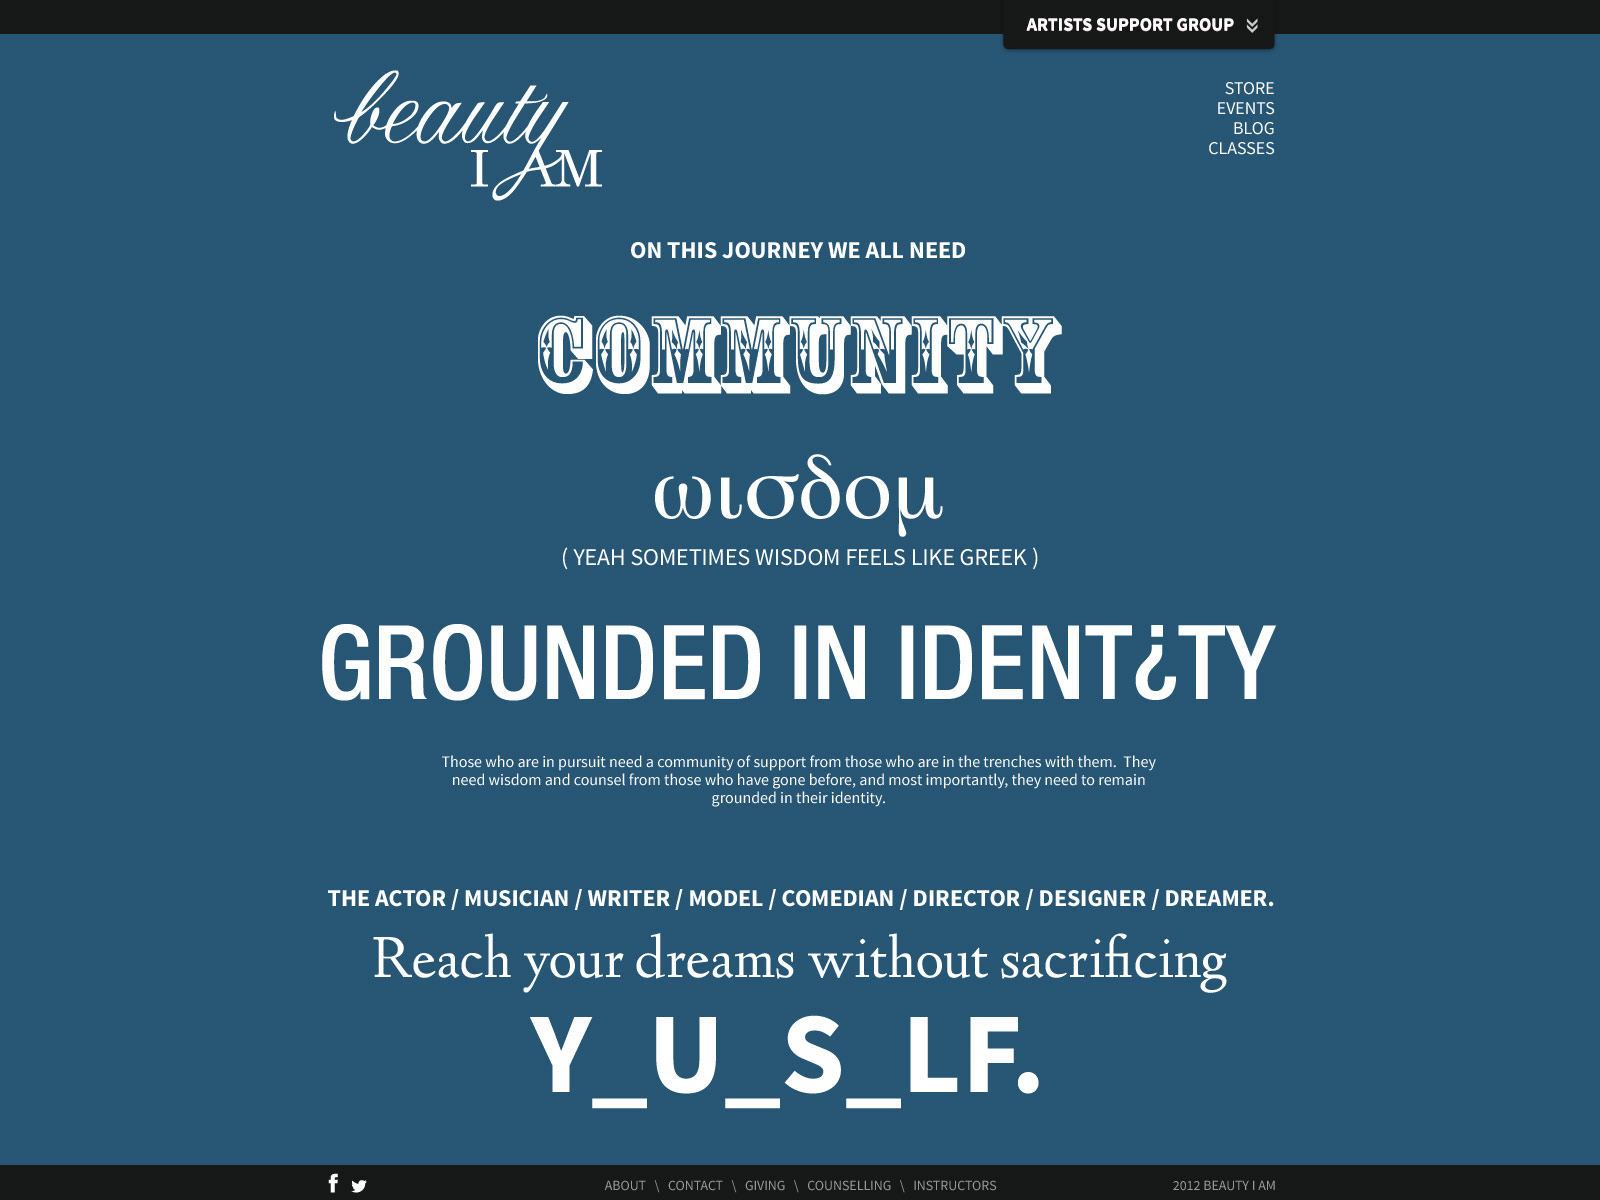 ARTISTS SUPPORT GROUP
beauty
I AM
STORE
EVENTS
BLOG
CLASSES
ON THIS JOURNEY WE ALL NEED
COMMUNITY
ωισδομ
( YEAH SOMETIMES WISDOM FEELS LIKE GREEK )
GROUNDED IN IDENT¿TY
Those who are in pursuit need a community of support from those who are in the trenches with them. They
need wisdom and counsel from those who have gone before, and most importantly, they need to remain
grounded in their identity.
THE ACTOR / MUSICIAN / WRITER / MODEL / COMEDIAN / DIRECTOR / DESIGNER / DREAMER.
Reach your dreams without sacrificing
Y_U_S_LF.
ABOUT \ CONTACT \ GIVING \ COUNSELLING \ INSTRUCTORS
2012 BEAUTY I AM